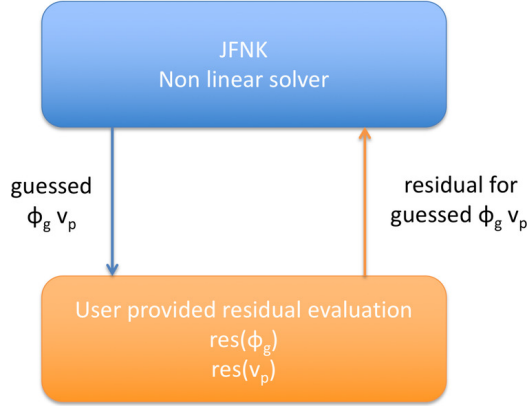 JFNK
Non linear solver
guessed
ϕg vp
residual for
guessed ϕg vp
User provided residual evaluation
res(ϕg)
res(vp)